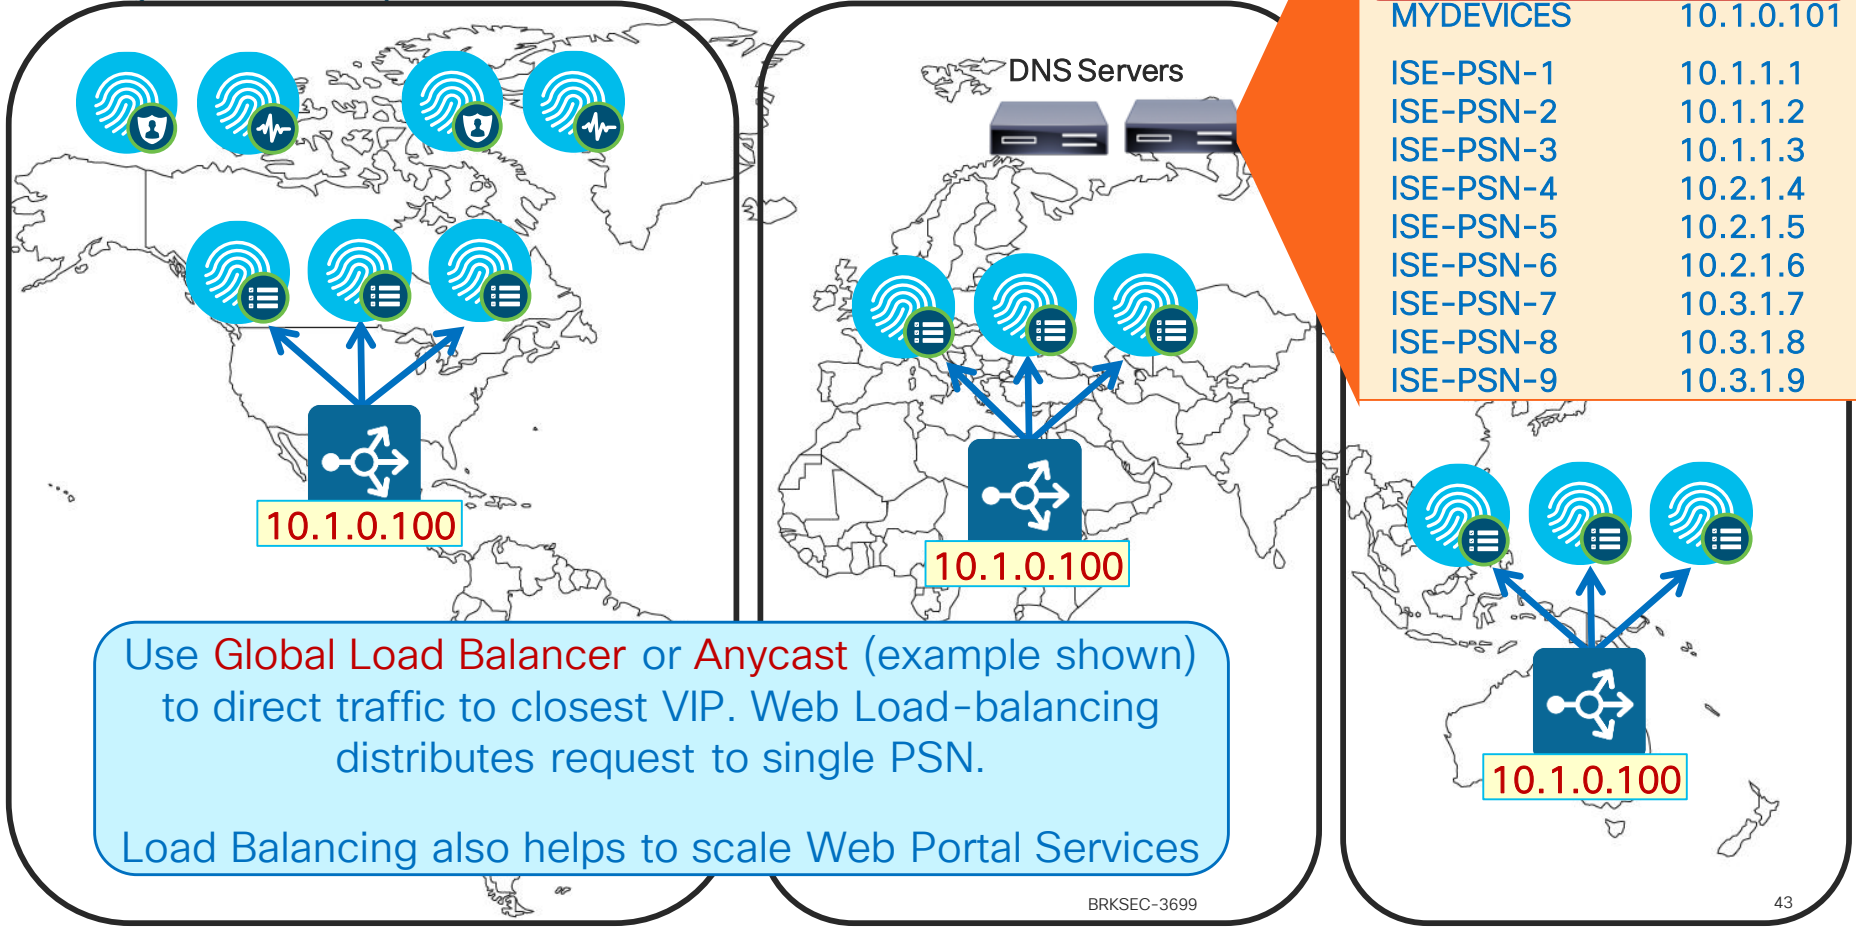 MYDEVICES 10.1.0.101
DNS Servers
ISE-PSN-1 10.1.1.1
ISE-PSN-2 10.1.1.2
ISE-PSN-3 10.1.1.3
ISE-PSN-4 10.2.1.4
ISE-PSN-5 10.2.1.5
ISE-PSN-6 10.2.1.6
ISE-PSN-7 10.3.1.7
ISE-PSN-8 10.3.1.8
ISE-PSN-9 10.3.1.9
10.1.0.100
10.1.0.100
10.1.0.100
Use Global Load Balancer or Anycast (example shown)
to direct traffic to closest VIP. Web Load-balancing
distributes request to single PSN.
Load Balancing also helps to scale Web Portal Services
BRKSEC-3699
43